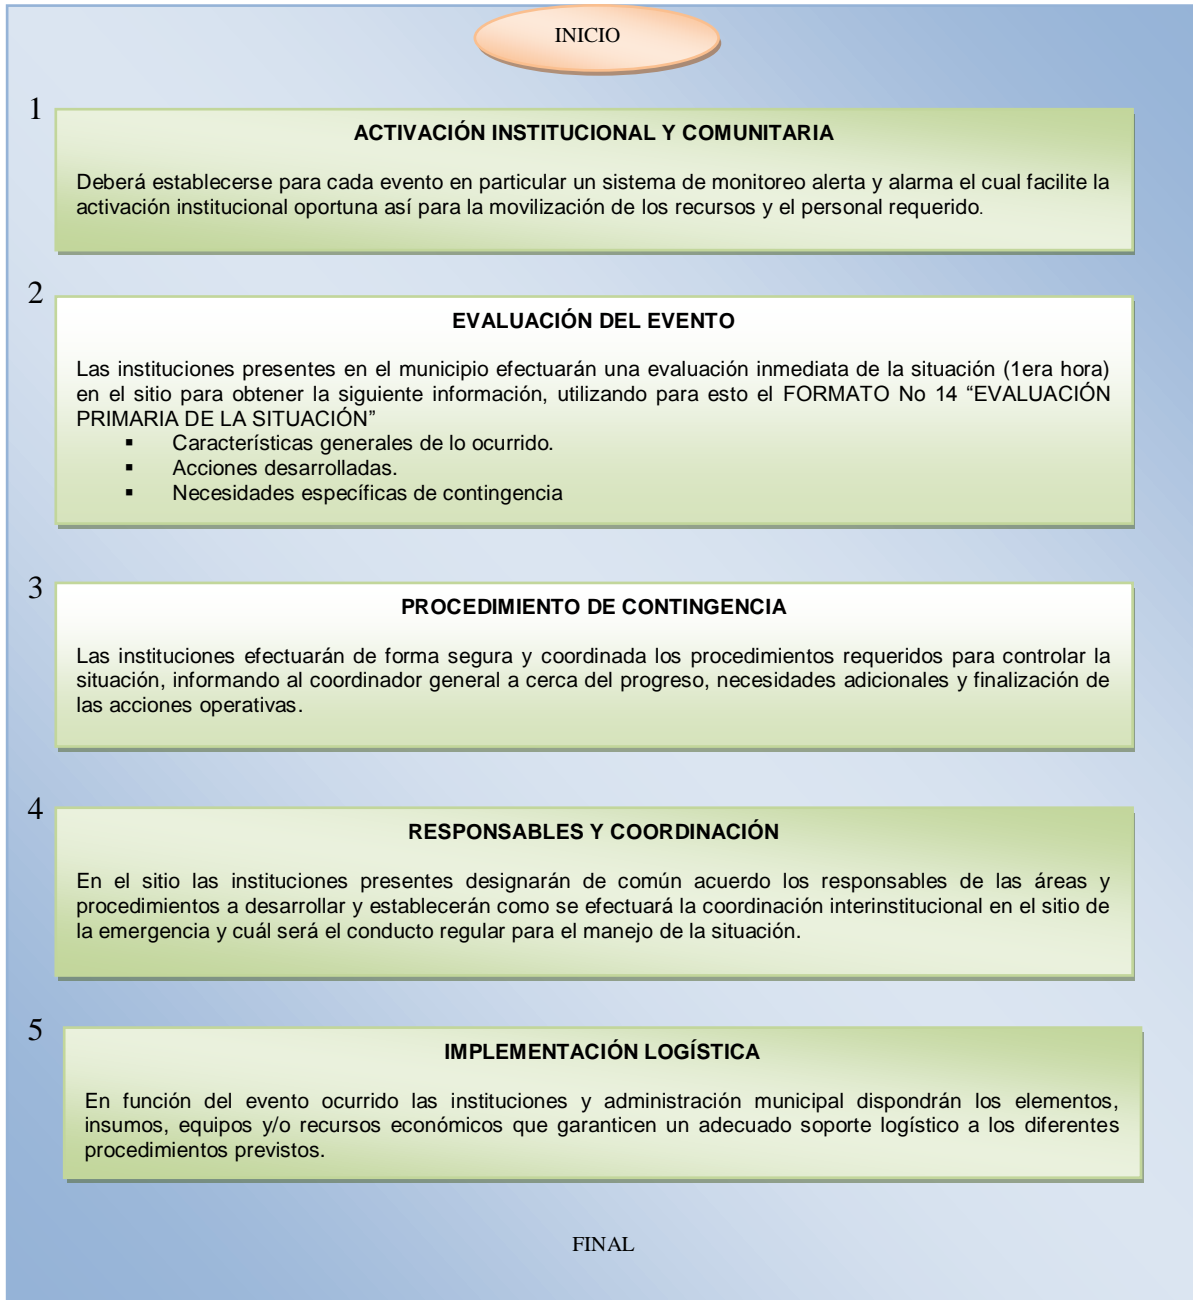 INICIO
1
ACTIVACIÓN INSTITUCIONAL Y COMUNITARIA
Deberá establecerse para cada evento en particular un sistema de monitoreo alerta y alarma el cual facilite la
activación institucional oportuna así para la movilización de los recursos y el personal requerido.
2
EVALUACIÓN DEL EVENTO
Las instituciones presentes en el municipio efectuarán una evaluación inmediata de la situación (1era hora)
en el sitio para obtener la siguiente información, utilizando para esto el FORMATO No 14 “EVALUACIÓN
PRIMARIA DE LA SITUACIÓN”
▪ Características generales de lo ocurrido.
▪ Acciones desarrolladas.
▪ Necesidades específicas de contingencia
3
PROCEDIMIENTO DE CONTINGENCIA
Las instituciones efectuarán de forma segura y coordinada los procedimientos requeridos para controlar la
situación, informando al coordinador general a cerca del progreso, necesidades adicionales y finalización de
las acciones operativas.
4
RESPONSABLES Y COORDINACIÓN
En el sitio las instituciones presentes designarán de común acuerdo los responsables de las áreas y
procedimientos a desarrollar y establecerán como se efectuará la coordinación interinstitucional en el sitio de
la emergencia y cuál será el conducto regular para el manejo de la situación.
5
IMPLEMENTACIÓN LOGÍSTICA
En función del evento ocurrido las instituciones y administración municipal dispondrán los elementos,
insumos, equipos y/o recursos económicos que garanticen un adecuado soporte logístico a los diferentes
procedimientos previstos.
FINAL